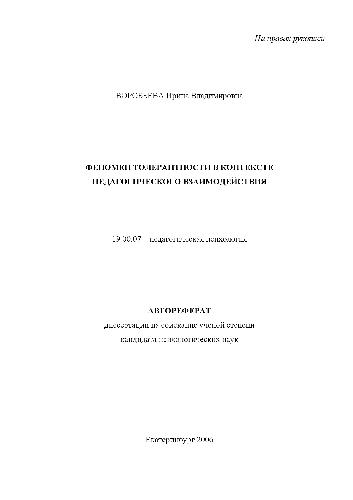 На правах рукописи
ВОРОБЬЕВА Ирина Владимировна
ФЕНОМЕН ТОЛЕРАНТНОСТИ В КОНТЕКСТЕ
ПЕДАГОГИЧЕСКОГО ВЗАИМОДЕЙСТВИЯ
19.00.07 – педагогическая психология
АВТОРЕФЕРАТ
диссертации на соискание ученой степени
кандидата психологических наук
Екатеринбург 2006